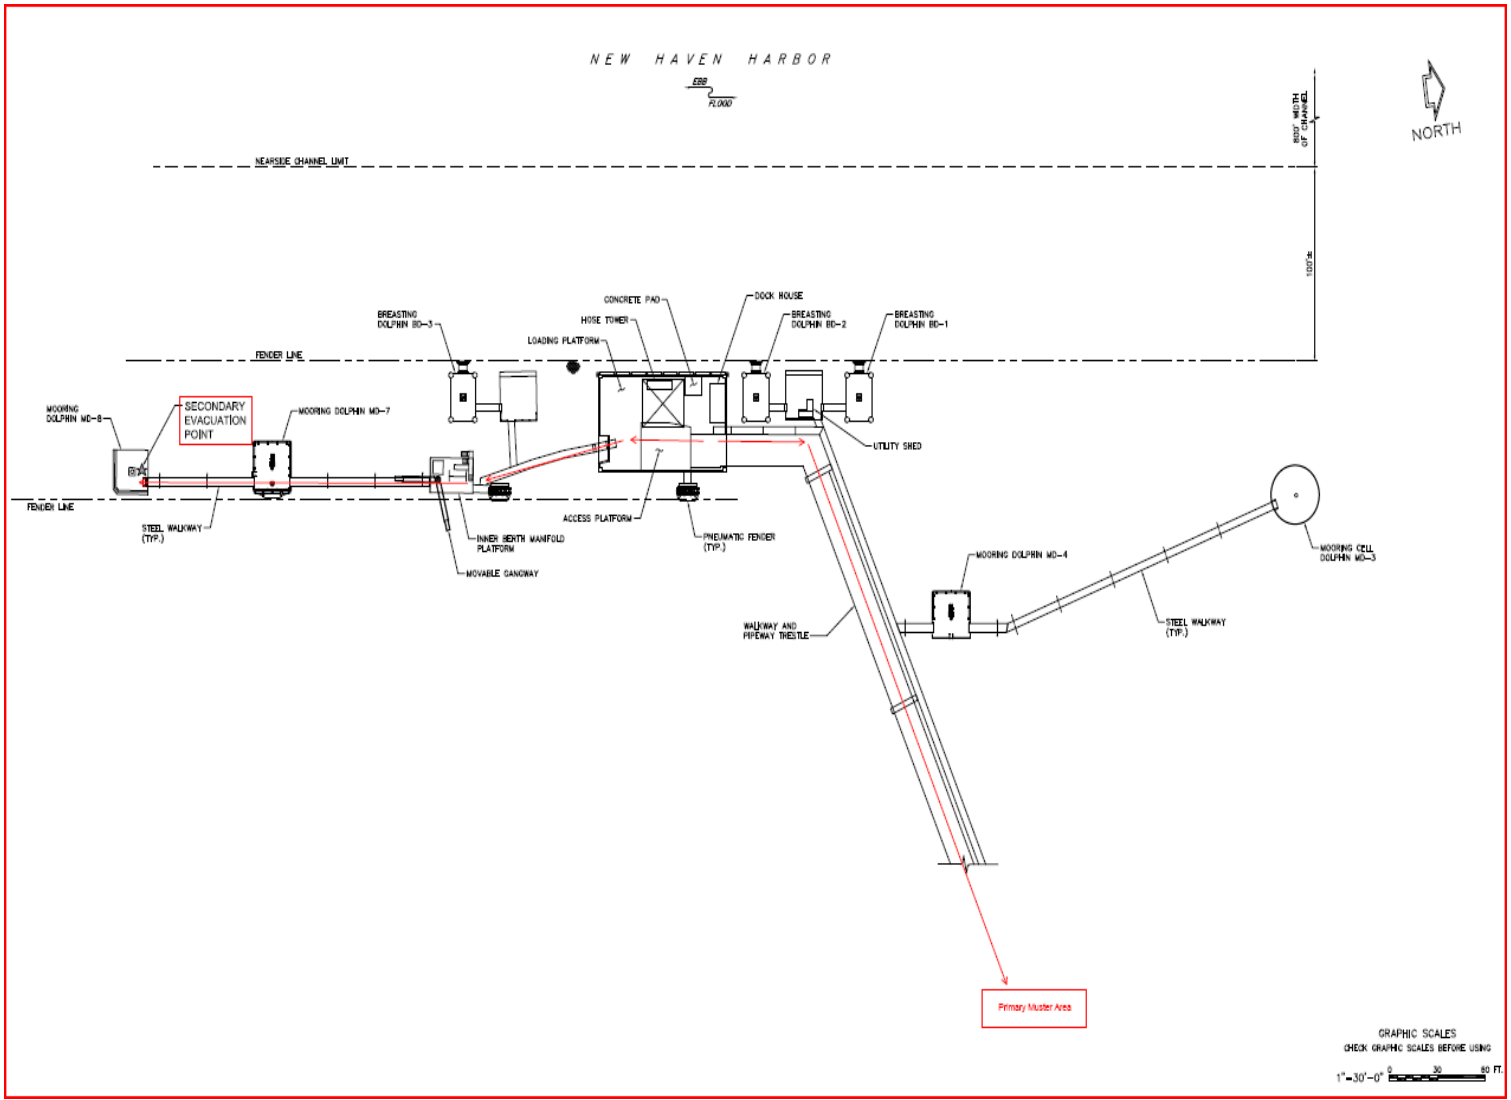 NEW HAVEN HARBOR
EBB
FLOOD
NORTH
800' WIDTH
OF CHANNEL
NEARSIDE CHANNEL LIMIT
100'±
CONCRETE PAD
DOCK HOUSE
HOSE TOWER
LOADING PLATFORM
BREASTING
DOLPHIN BD-3
BREASTING
DOLPHIN BD-2
BREASTING
DOLPHIN BD-1
FENDER LINE
MOORING
DOLPHIN MD-8
SECONDARY
EVACUATION
POINT
MOORING DOLPHIN MD-7
UTILITY SHED
FENDER LINE
STEEL WALKWAY
(TYP.)
ACCESS PLATFORM
INNER BERTH MANIFOLD
PLATFORM
MOVABLE GANGWAY
PNEUMATIC FENDER
(TYP.)
MOORING DOLPHIN MD-4
MOORING CELL
DOLPHIN MD-3
WALKWAY AND
PIPEWAY TRESTLE
STEEL WALKWAY
(TYP.)
Primary Muster Area
GRAPHIC SCALES
CHECK GRAPHIC SCALES BEFORE USING
1"=30'-0" 0 30 60 FT.